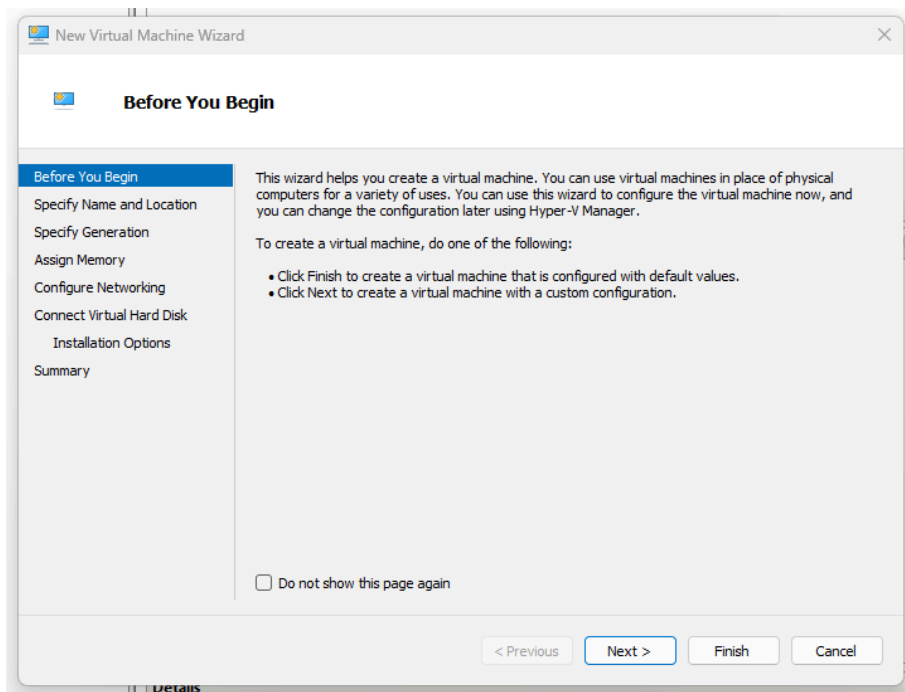 New Virtual Machine Wizard
Before You Begin
Before You Begin
Specify Name and Location
Specify Generation
Assign Memory
Configure Networking
Connect Virtual Hard Disk
Installation Options
Summary
This wizard helps you create a virtual machine. You can use virtual machines in place of physical
computers for a variety of uses. You can use this wizard to configure the virtual machine now, and
you can change the configuration later using Hyper-V Manager.
To create a virtual machine, do one of the following:
• Click Finish to create a virtual machine that is configured with default values.
• Click Next to create a virtual machine with a custom configuration.
Do not show this page again
< Previous
Next >
Finish
Cancel
Details